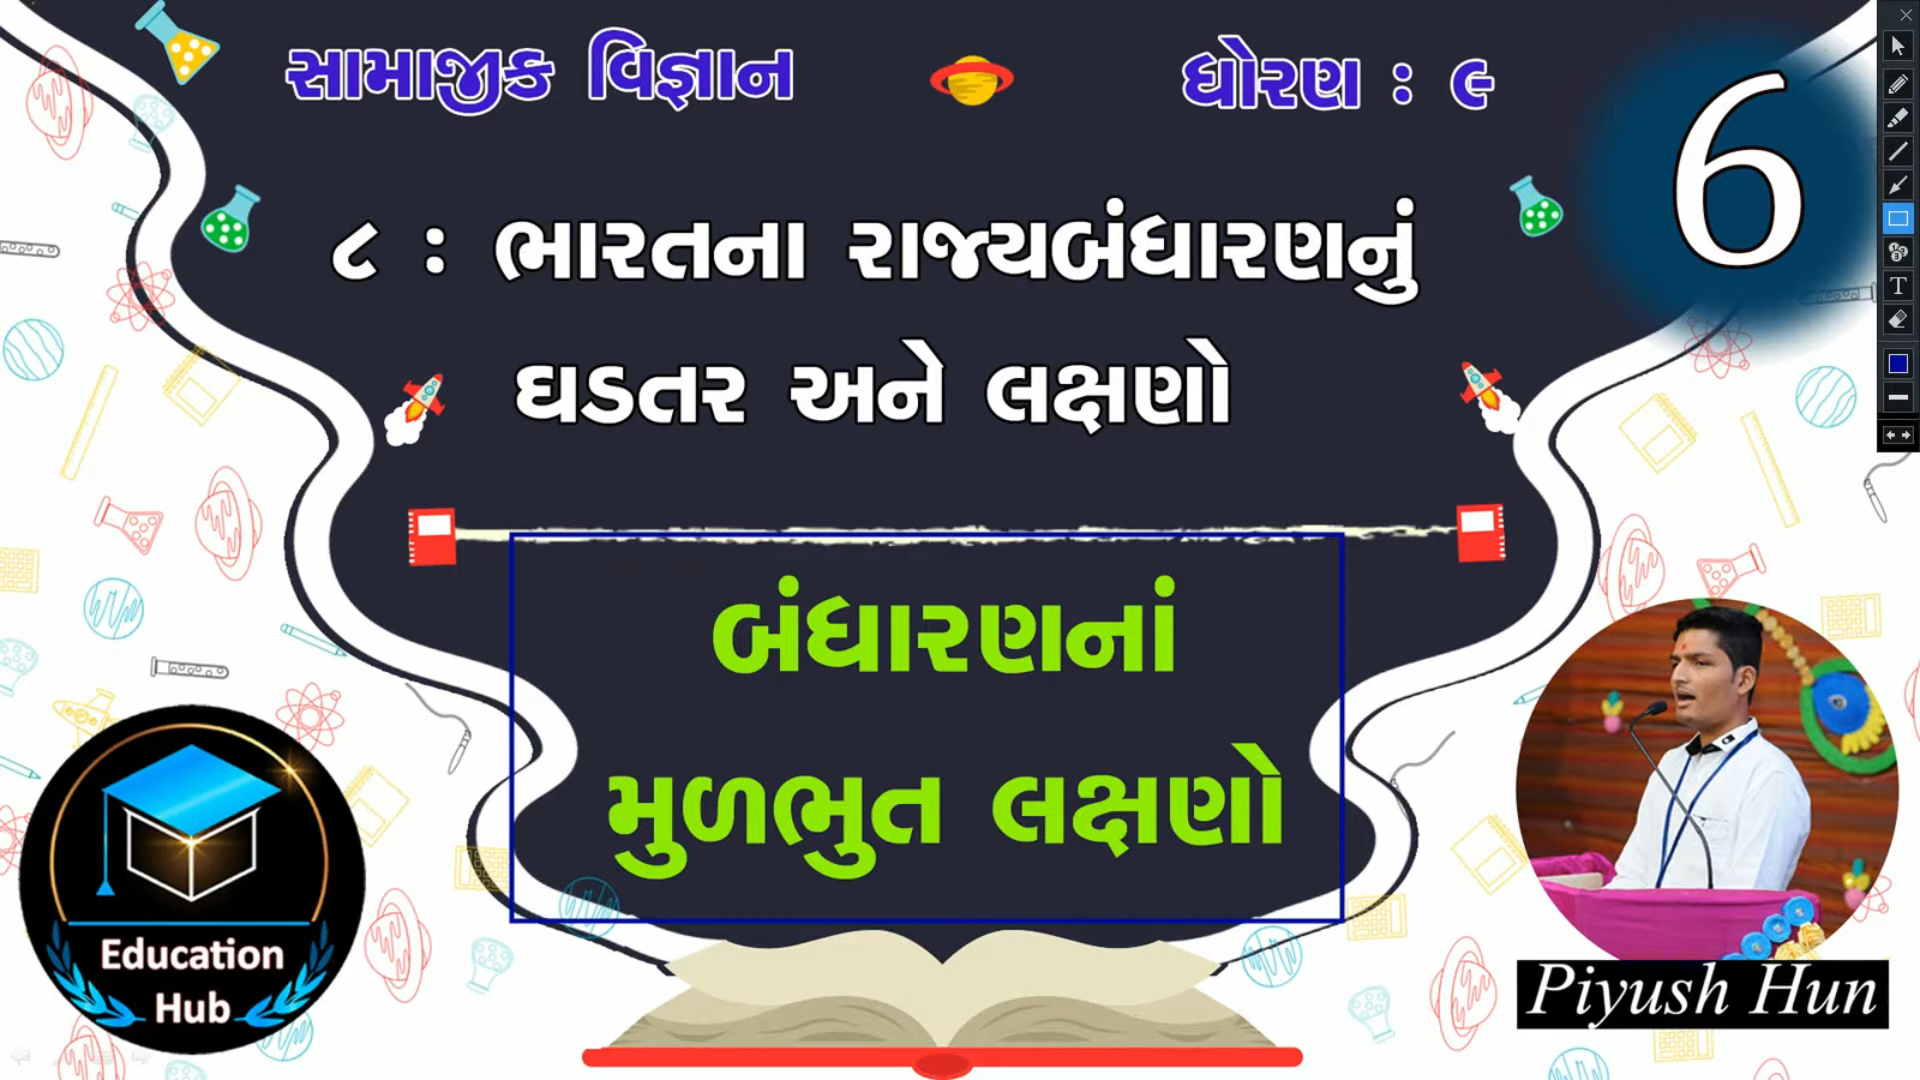 સામાજીક વિજ્ઞાન
ધોરણ : ૯
6
૮ : ભારતના રાજ્યબંધારણનું
ઘડતર અને લક્ષણો
બંધારણનાં
મુળભુત લક્ષણો
Education
Hub
Piyush Hun